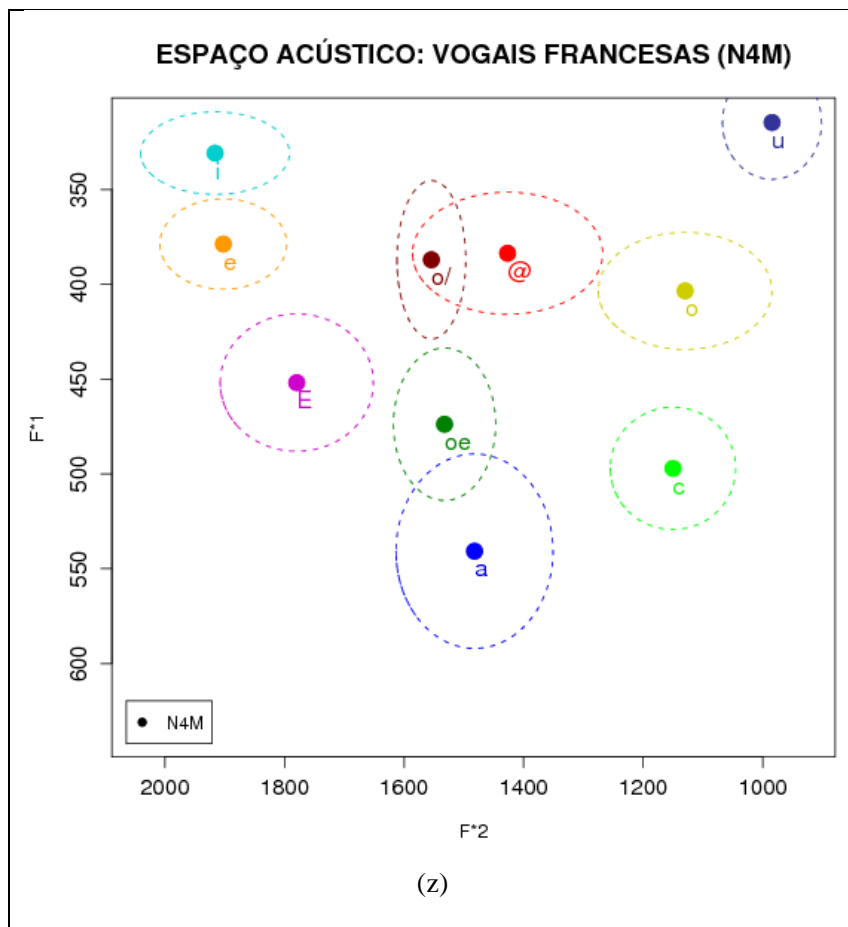 ESPAÇO ACÚSTICO: VOGAIS FRANCESAS (N4M)
u
i
350
e
o/
@
400
o
E
450
oe
c
F*1
500
a
550
600
N4M
2000 1800 1600 1400 1200 1000
F*2
(z)